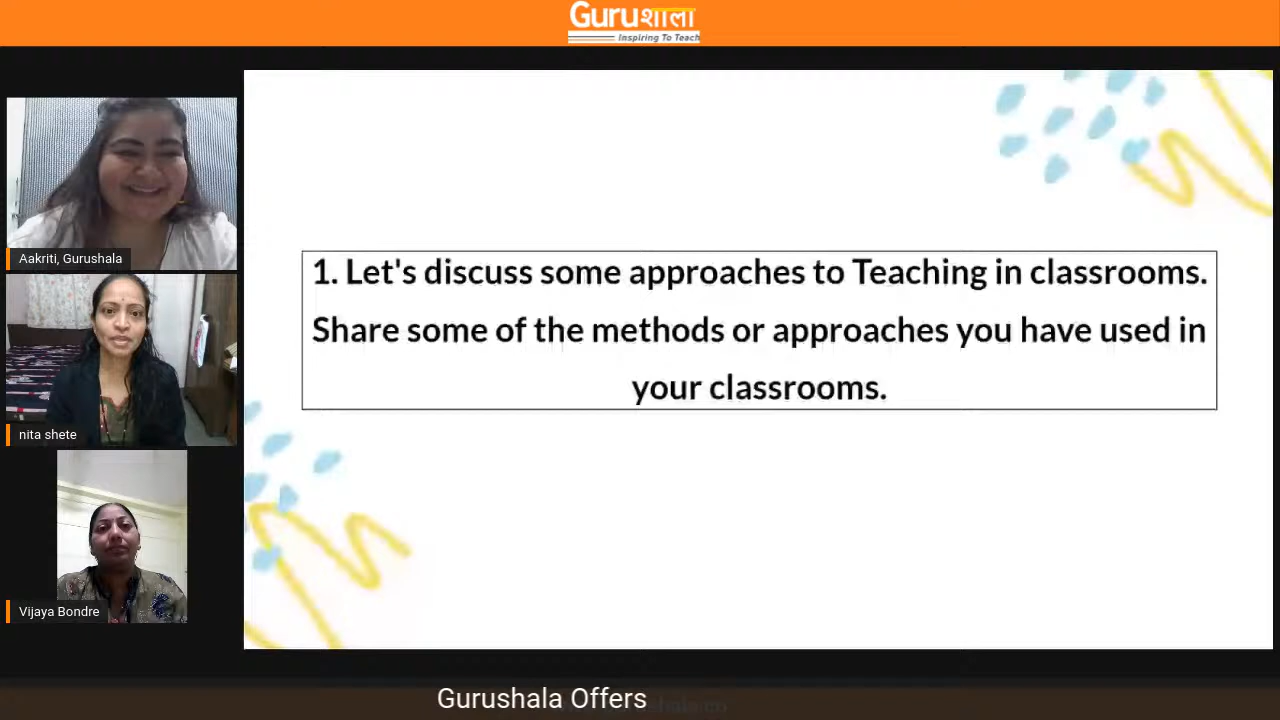 Guruशाला
Inspiring To Teach
Aakriti, Gurushala
nita shete
Vijaya Bondre
1. Let's discuss some approaches to Teaching in classrooms.
Share some of the methods or approaches you have used in
your classrooms.
Gurushala Offers